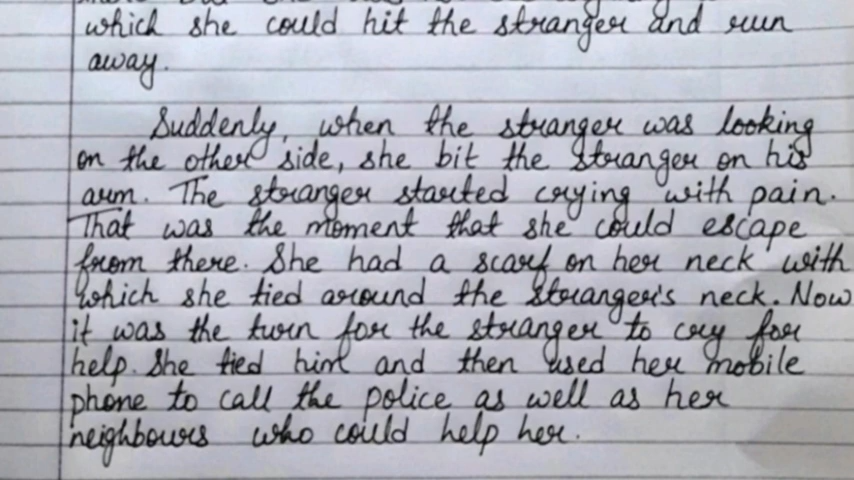 which she could hit the stranger and run
away.
Suddenly, when the stranger was looking
on the other side, she bit the stranger on his
arm. The stranger started crying with pain.
That was the moment that she could escape
from there. She had a scarf on her neck with
which she tied around the stranger's neck. Now
it was the turn for the stranger to cry for
help. She tied him and then used her mobile
phone to call the police as well as her
neighbours who could help her.